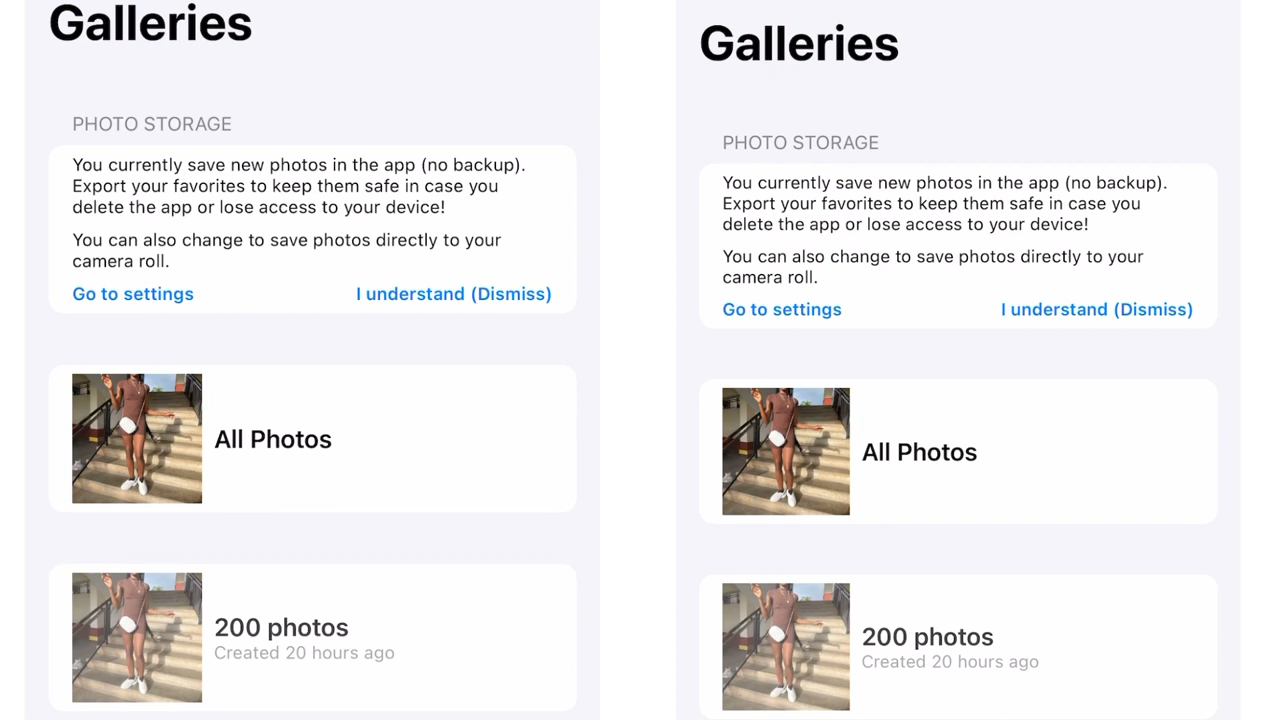 Galleries
PHOTO STORAGE
You currently save new photos in the app (no backup).
Export your favorites to keep them safe in case you
delete the app or lose access to your device!
You can also change to save photos directly to your
camera roll.
Go to settings
I understand (Dismiss)
All Photos
200 photos
Created 20 hours ago
Galleries
PHOTO STORAGE
You currently save new photos in the app (no backup).
Export your favorites to keep them safe in case you
delete the app or lose access to your device!
You can also change to save photos directly to your
camera roll.
Go to settings
I understand (Dismiss)
All Photos
200 photos
Created 20 hours ago